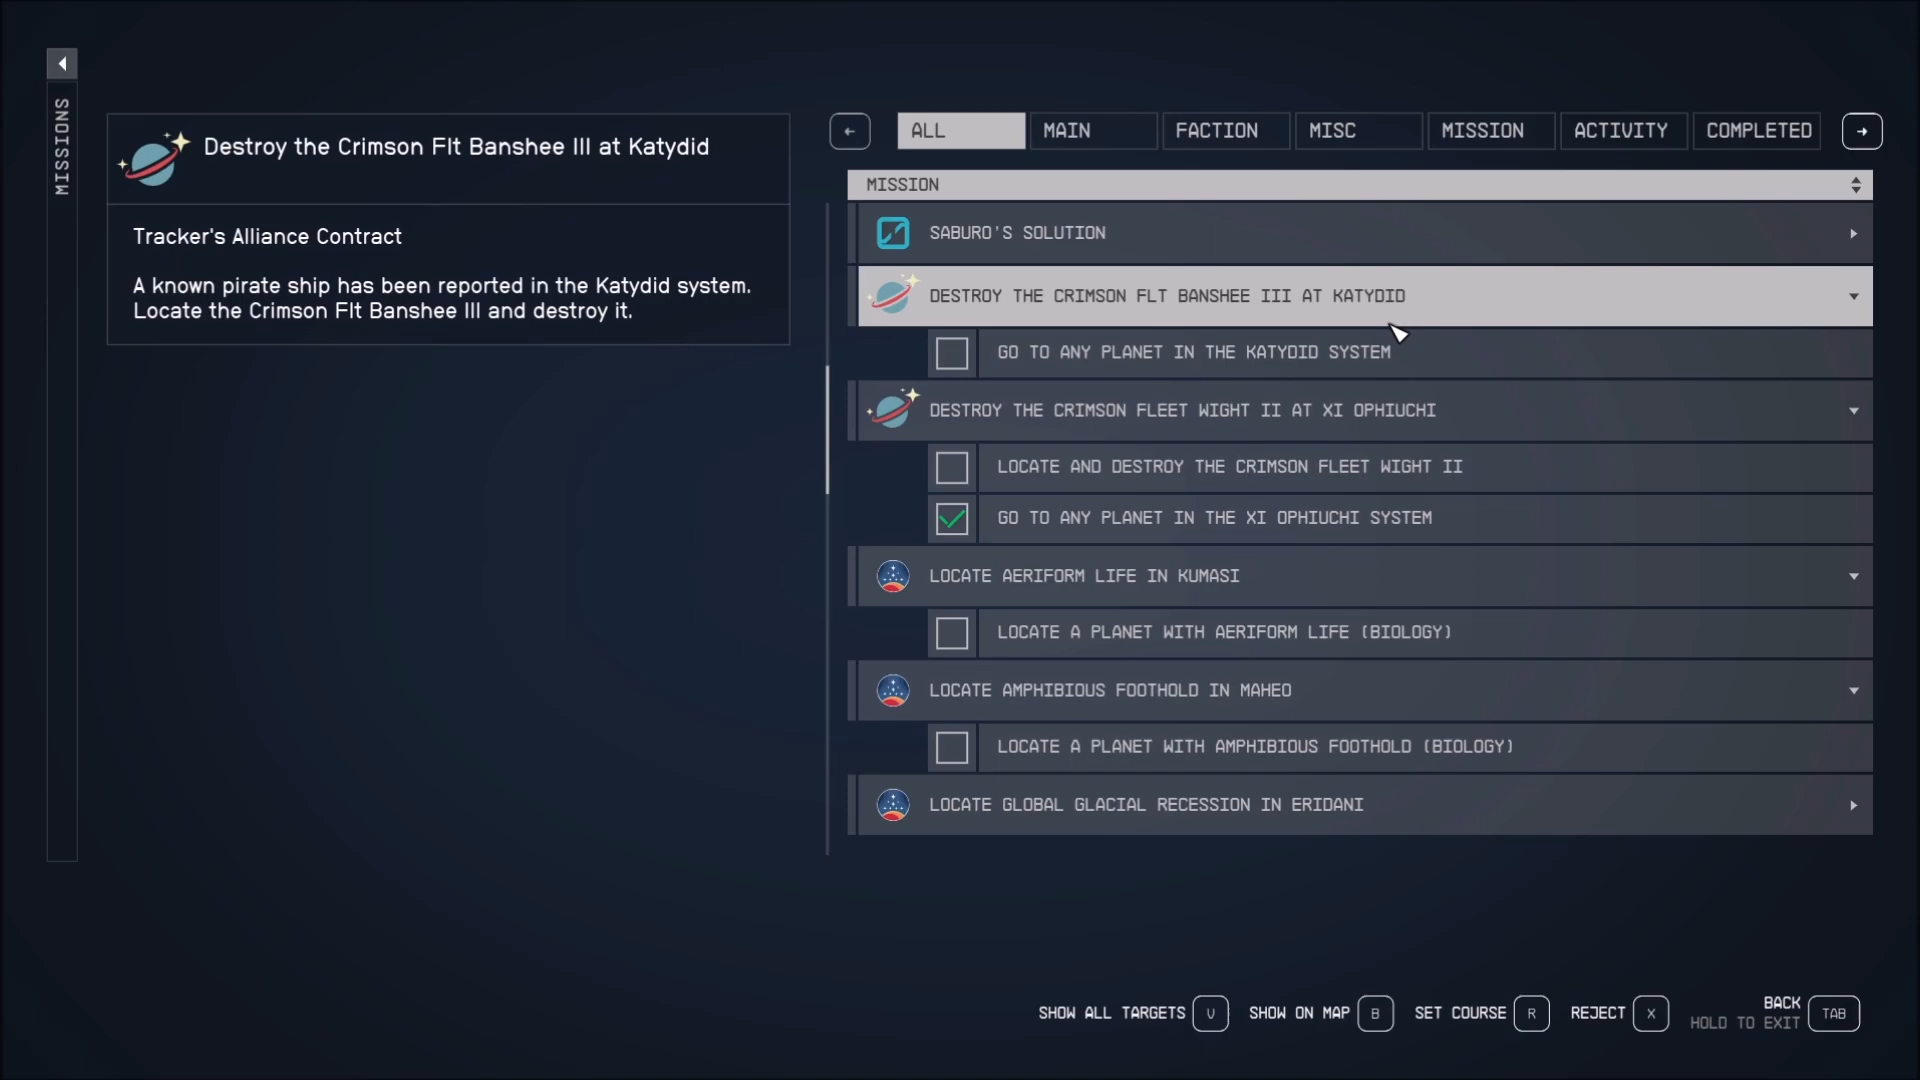 MISSIONS
Destroy the Crimson Flt Banshee III at Katydid
Tracker's Alliance Contract
A known pirate ship has been reported in the Katydid system.
Locate the Crimson Flt Banshee III and destroy it.
ALL MAIN FACTION MISC MISSION ACTIVITY COMPLETED
MISSION
SABURO'S SOLUTION
DESTROY THE CRIMSON FLT BANSHEE III AT KATYDID
GO TO ANY PLANET IN THE KATYDID SYSTEM
DESTROY THE CRIMSON FLEET WIGHT II AT XI OPHIUCHI
LOCATE AND DESTROY THE CRIMSON FLEET WIGHT II
GO TO ANY PLANET IN THE XI OPHIUCHI SYSTEM
LOCATE AERIFORM LIFE IN KUMASI
LOCATE A PLANET WITH AERIFORM LIFE (BIOLOGY)
LOCATE AMPHIBIOUS FOOTHOLD IN MAHEO
LOCATE A PLANET WITH AMPHIBIOUS FOOTHOLD (BIOLOGY)
LOCATE GLOBAL GLACIAL RECESSION IN ERIDANI
SHOW ALL TARGETS V SHOW ON MAP B SET COURSE R REJECT X BACK TAB
HOLD TO EXIT